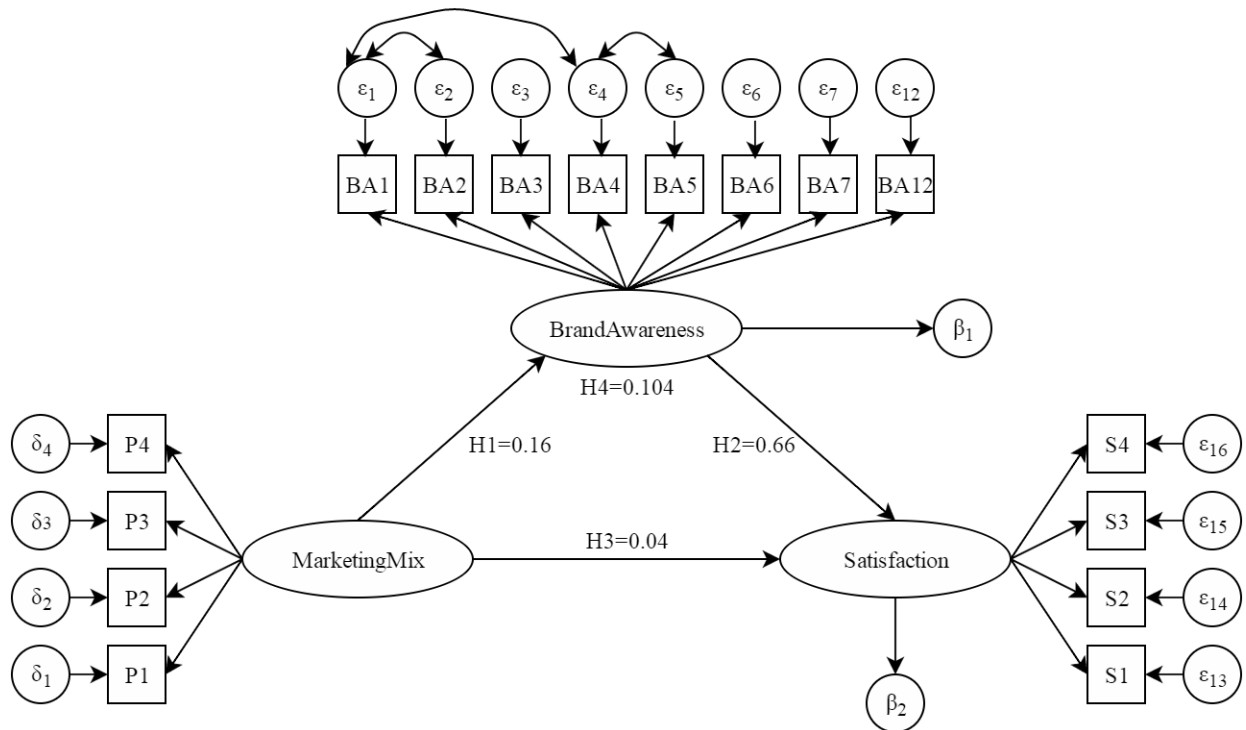 ε1 ε2 ε3 ε4 ε5 ε6 ε7 ε12
BA1 BA2 BA3 BA4 BA5 BA6 BA7 BA12
BrandAwareness β1
H4=0.104
δ4 P4 H1=0.16 H2=0.66 S4 ε16
δ3 P3 S3 ε15
H3=0.04
MarketingMix Satisfaction
δ2 P2 S2 ε14
δ1 P1 S1 ε13
β2